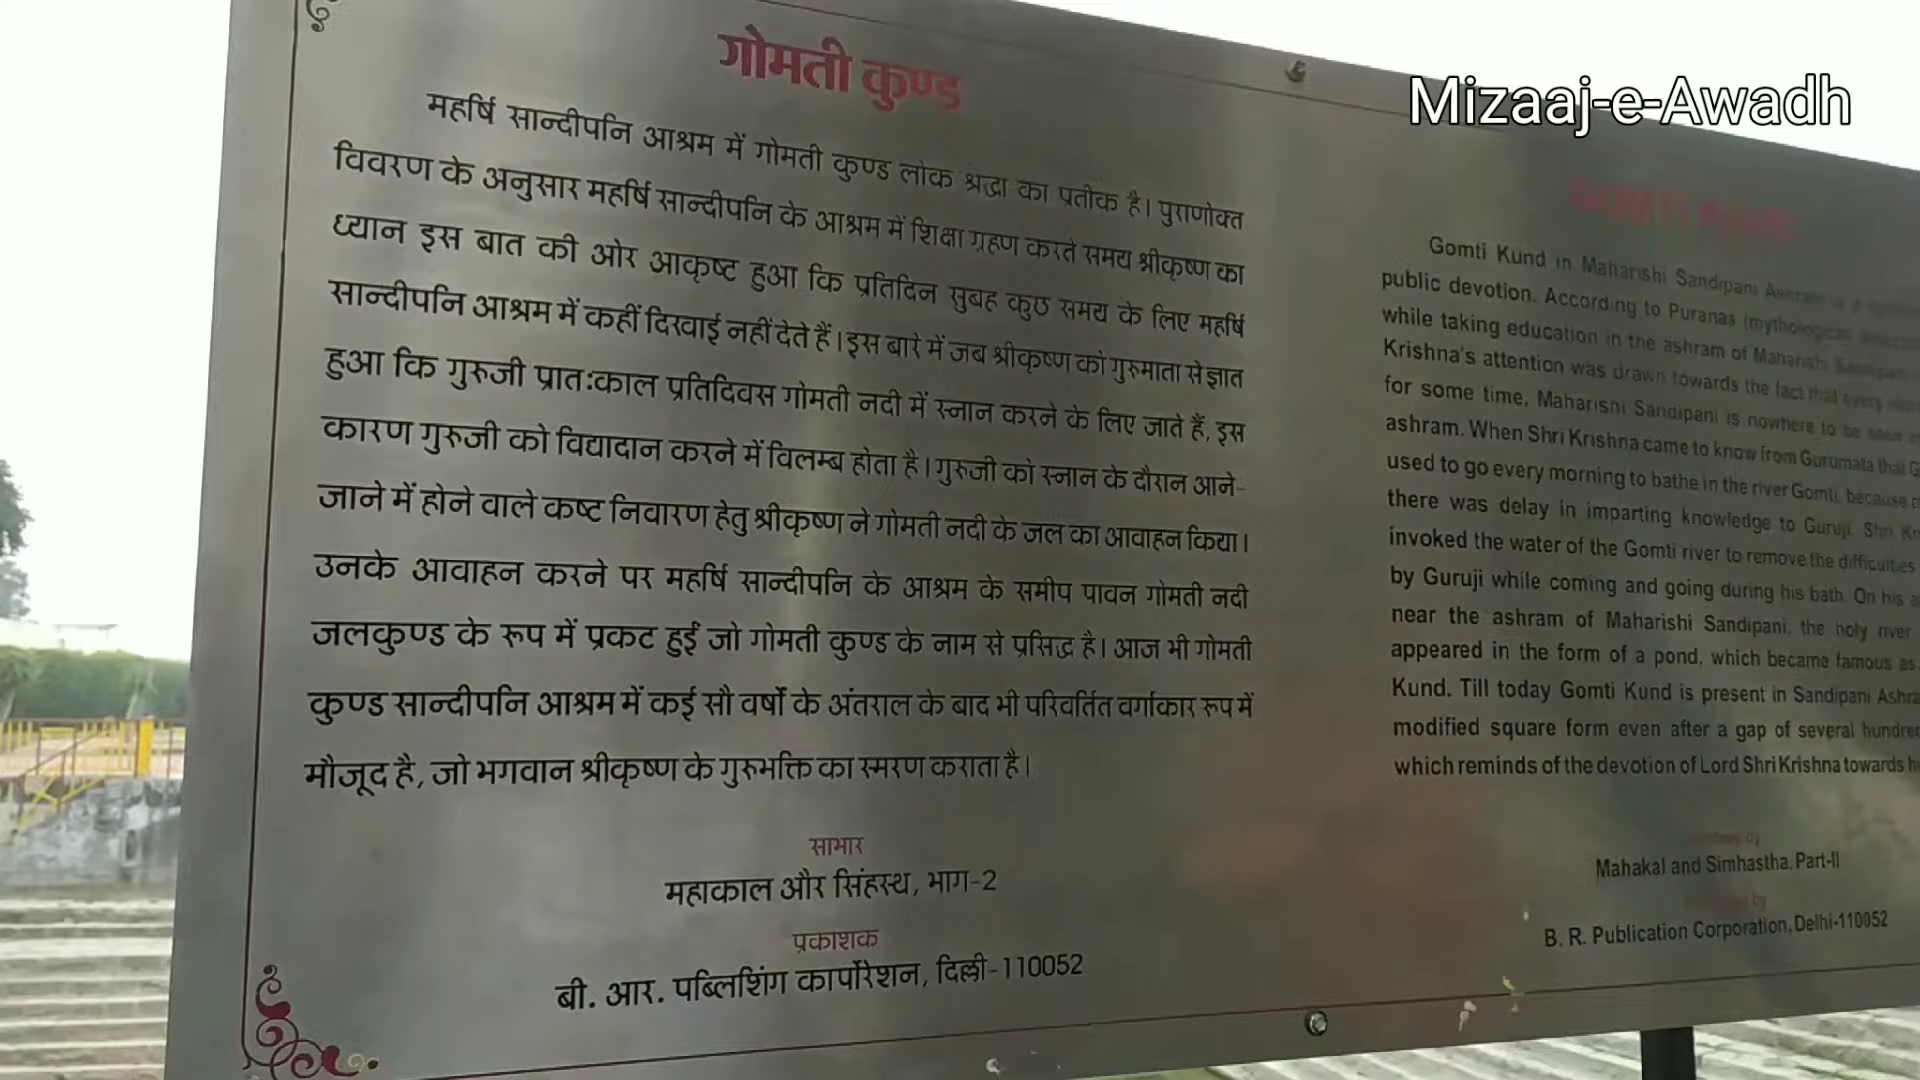 Mizaaj-e-Awadh
गोमती कुण्ड
महर्षि सान्दीपनि आश्रम में गोमती कुण्ड लोक श्रद्धा का प्रतीक है। पुराणोक्त
विवरण के अनुसार महर्षि सान्दीपनि के आश्रम में शिक्षा ग्रहण करते समय श्रीकृष्ण का
ध्यान इस बात की ओर आकृष्ट हुआ कि प्रतिदिन सुबह कुछ समय के लिए महर्षि
सान्दीपनि आश्रम में कहीं दिखाई नहीं देते हैं। इस बारे में जब श्रीकृष्ण को गुरुमाता से ज्ञात
हुआ कि गुरुजी प्रातःकाल प्रतिदिवस गोमती नदी में स्नान करने के लिए जाते हैं, इस
कारण गुरुजी को विद्यादान करने में विलम्ब होता है। गुरुजी को स्नान के दौरान आने-
जाने में होने वाले कष्ट निवारण हेतु श्रीकृष्ण ने गोमती नदी के जल का आवाहन किया।
उनके आवाहन करने पर महर्षि सान्दीपनि के आश्रम के समीप पावन गोमती नदी
जलकुण्ड के रूप में प्रकट हुईं जो गोमती कुण्ड के नाम से प्रसिद्ध है। आज भी गोमती
कुण्ड सान्दीपनि आश्रम में कई सौ वर्षों के अंतराल के बाद भी परिवर्तित वर्गाकार रूप में
मौजूद है, जो भगवान श्रीकृष्ण के गुरुभक्ति का स्मरण कराता है।
साभार
महाकाल और सिंहस्थ, भाग-2
प्रकाशक
बी. आर. पब्लिशिंग कार्पोरेशन, दिल्ली-110052
GOMTI KUND
Gomti Kund in Maharishi Sandipani Ashram is a
public devotion. According to Puranas (mythological
while taking education in the ashram of Maharishi Sandipani
Krishna's attention was drawn towards the fact that every
for some time, Maharishi Sandipani is nowhere to be seen
ashram. When Shri Krishna came to know from Gurumata that
used to go every morning to bathe in the river Gomti, because
there was delay in imparting knowledge to Guruji. Shri
invoked the water of the Gomti river to remove the difficulties
by Guruji while coming and going during his bath. On his
near the ashram of Maharishi Sandipani, the holy river
appeared in the form of a pond, which became famous as
Kund. Till today Gomti Kund is present in Sandipani
modified square form even after a gap of several
which reminds of the devotion of Lord Shri Krishna towards
by
Mahakal and Simhastha, Part-II
by
B. R. Publication Corporation, Delhi-110052